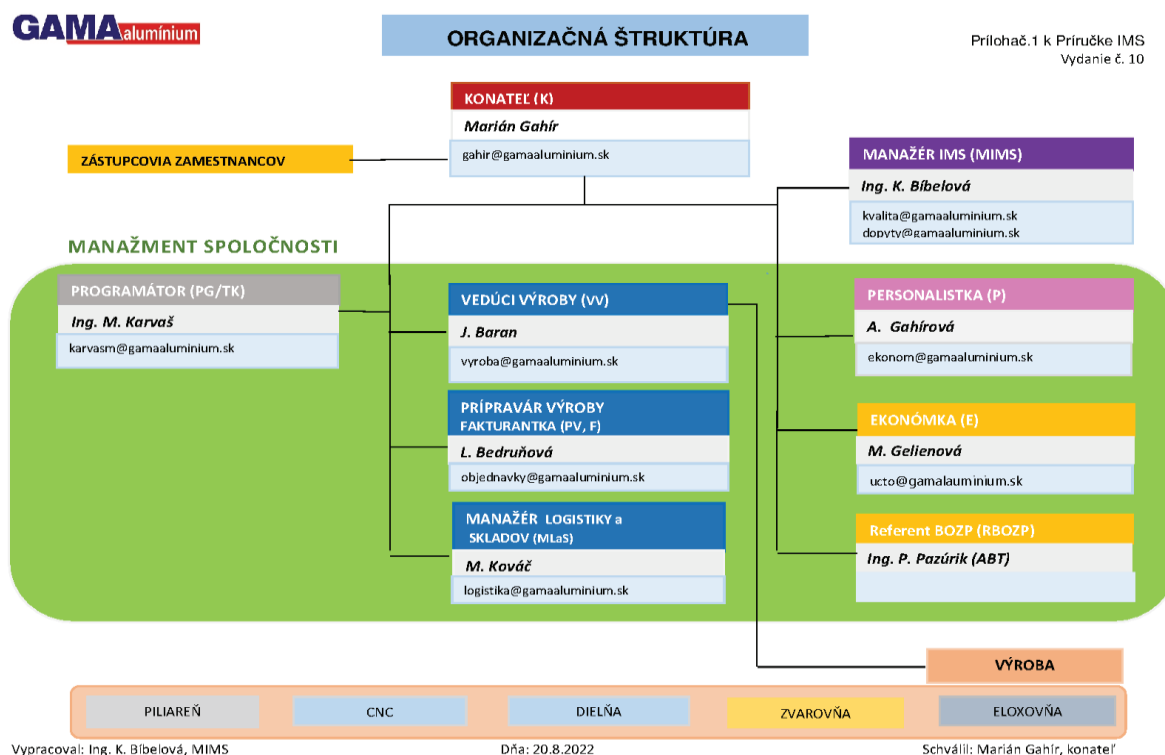 GAMAalumínium
ORGANIZAČNÁ ŠTRUKTÚRA
Prílohač.1 k Príručke IMS
Vydanie č. 10
KONATEĽ (K)
Marián Gahír
gahir@gamaaluminium.sk
ZÁSTUPCOVIA ZAMESTNANCOV
MANAŽÉR IMS (MIMS)
Ing. K. Bíbelová
kvalita@gamaaluminium.sk
dopyty@gamaaluminium.sk
MANAŽMENT SPOLOČNOSTI
PROGRAMÁTOR (PG/TK)
Ing. M. Karvaš
karvasm@gamaaluminium.sk
VEDÚCI VÝROBY (VV)
J. Baran
vyroba@gamaaluminium.sk
PRÍPRAVÁR VÝROBY
FAKTURANTKA (PV, F)
L. Bedruňová
objednavky@gamaaluminium.sk
MANAŽÉR LOGISTIKY a
SKLADOV (MLaS)
M. Kováč
logistika@gamaaluminium.sk
PERSONALISTKA (P)
A. Gahírová
ekonom@gamaaluminium.sk
EKONÓMKA (E)
M. Gelienová
ucto@gamalauminium.sk
Referent BOZP (RBOZP)
Ing. P. Pazúrik (ABT)
VÝROBA
PILIAREŇ
CNC
DIELŇA
ZVAROVŇA
ELOXOVŇA
Vypracoval: Ing. K. Bíbelová, MIMS
Dňa: 20.8.2022
Schválil: Marián Gahír, konateľ